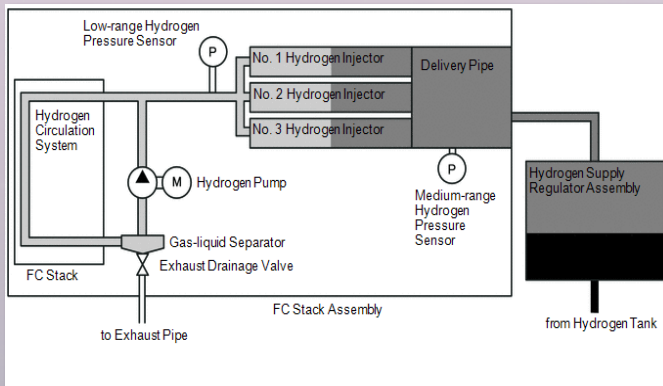 Low-range Hydrogen
Pressure Sensor
P
No. 1 Hydrogen Injector
Delivery Pipe
No. 2 Hydrogen Injector
No. 3 Hydrogen Injector
Hydrogen
Circulation
System
P
Hydrogen Supply
Regulator Assembly
M
Hydrogen Pump
Medium-range
Hydrogen
Pressure
Sensor
Gas-liquid Separator
Exhaust Drainage Valve
FC Stack
FC Stack Assembly
to Exhaust Pipe
from Hydrogen Tank